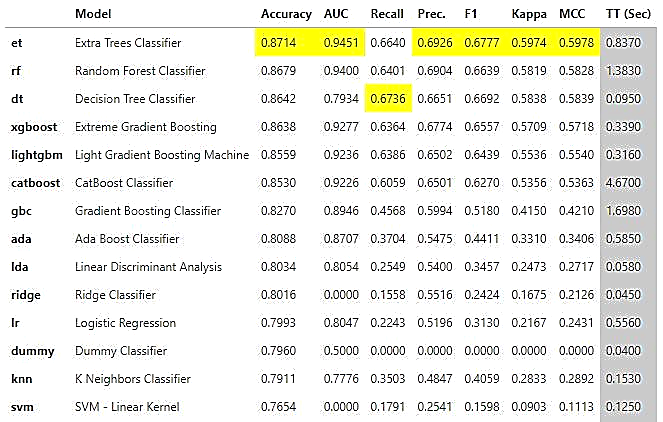 Model Accuracy AUC Recall Prec. F1 Kappa MCC TT (Sec)
et Extra Trees Classifier 0.8714 0.9451 0.6640 0.6926 0.6777 0.5974 0.5978 0.8370
rf Random Forest Classifier 0.8679 0.9400 0.6401 0.6904 0.6639 0.5819 0.5828 1.3830
dt Decision Tree Classifier 0.8642 0.7934 0.6736 0.6651 0.6692 0.5838 0.5839 0.0950
xgboost Extreme Gradient Boosting 0.8638 0.9277 0.6364 0.6774 0.6557 0.5709 0.5718 0.3390
lightgbm Light Gradient Boosting Machine 0.8559 0.9236 0.6386 0.6502 0.6439 0.5536 0.5540 0.3160
catboost CatBoost Classifier 0.8530 0.9226 0.6059 0.6501 0.6270 0.5356 0.5363 4.6700
gbc Gradient Boosting Classifier 0.8270 0.8946 0.4568 0.5994 0.5180 0.4150 0.4210 1.6980
ada Ada Boost Classifier 0.8088 0.8707 0.3704 0.5475 0.4411 0.3310 0.3406 0.5850
lda Linear Discriminant Analysis 0.8034 0.8054 0.2549 0.5400 0.3457 0.2473 0.2717 0.0580
ridge Ridge Classifier 0.8016 0.0000 0.1558 0.5516 0.2424 0.1675 0.2126 0.0450
lr Logistic Regression 0.7993 0.8047 0.2243 0.5196 0.3130 0.2167 0.2431 0.5560
dummy Dummy Classifier 0.7960 0.5000 0.0000 0.0000 0.0000 0.0000 0.0000 0.0400
knn K Neighbors Classifier 0.7911 0.7776 0.3503 0.4847 0.4059 0.2833 0.2892 0.1530
svm SVM - Linear Kernel 0.7654 0.0000 0.1791 0.2541 0.1598 0.0903 0.1113 0.1250